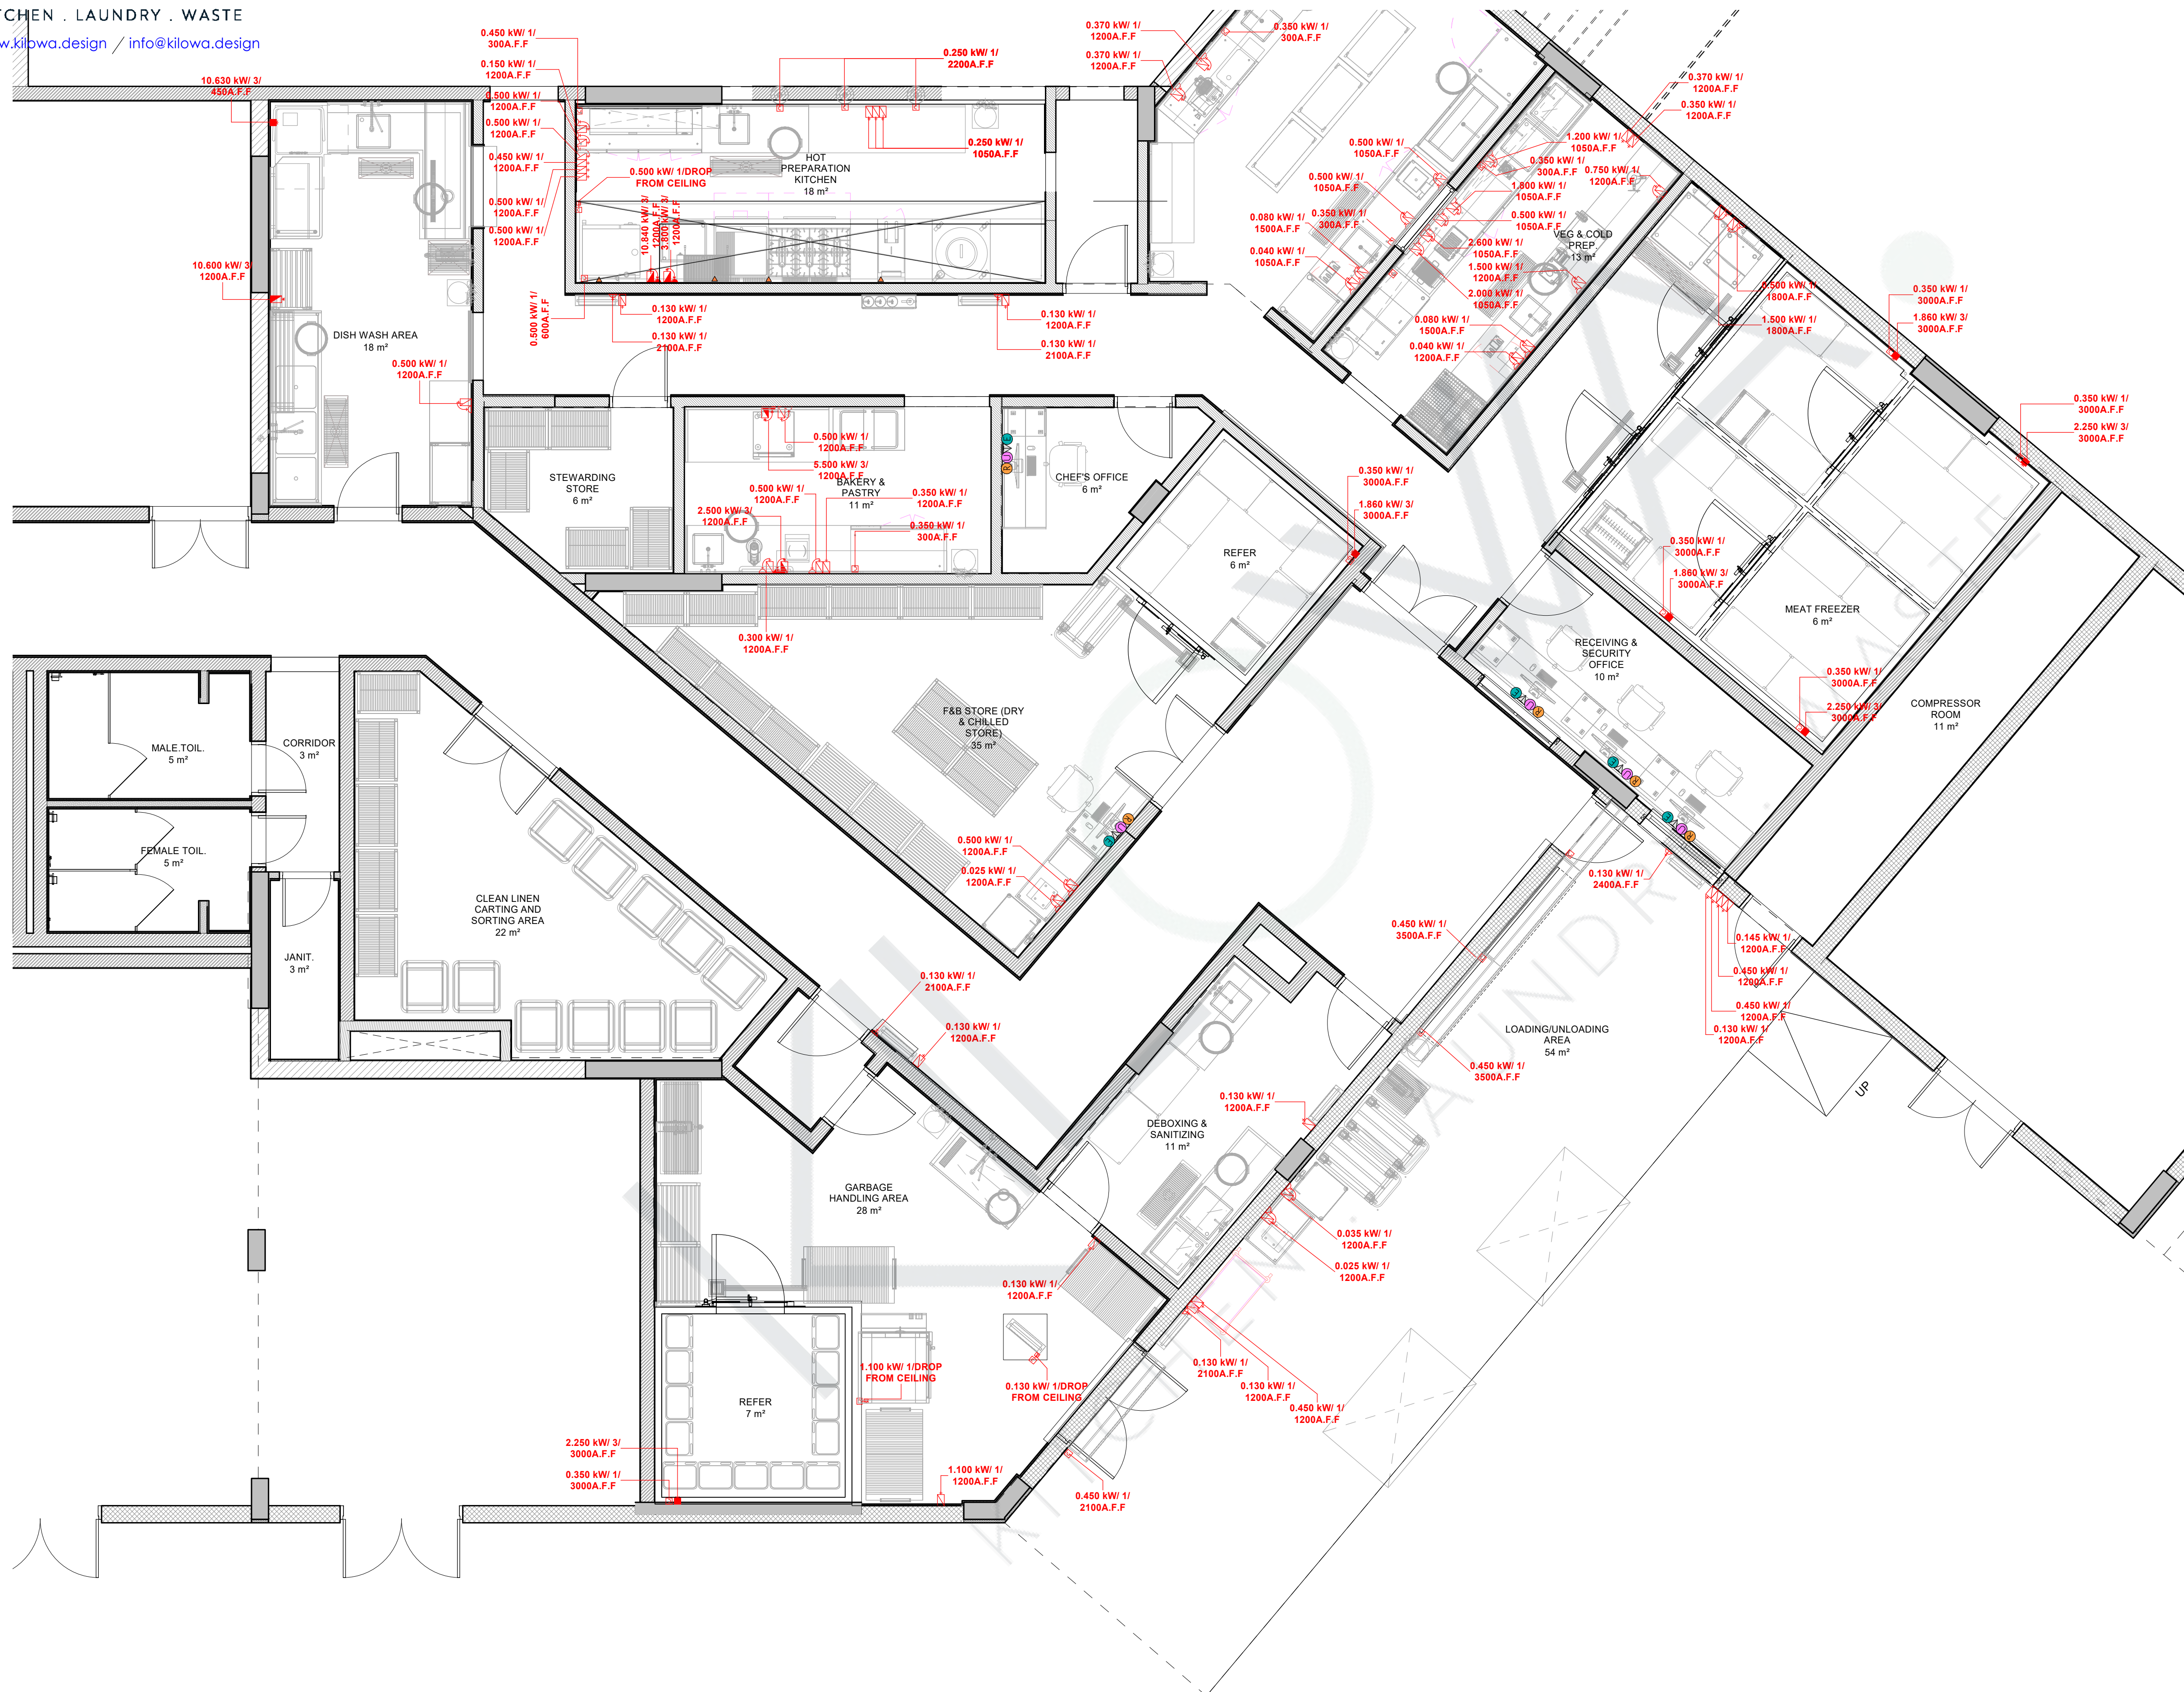 TCHEN . LAUNDRY . WASTE
w.kilowa.design / info@kilowa.design
10.630 kW/ 3/
450A.F.F
0.450 kW/ 1/
300A.F.F
0.150 kW/ 1/
1200A.F.F
0.500 kW/ 1/
1200A.F.F
0.500 kW/ 1/
1200A.F.F
0.450 kW/ 1/
1200A.F.F
0.500 kW/ 1/
1200A.F.F
0.500 kW/ 1/
1200A.F.F
0.500 kW/ 1/DROP
FROM CEILING
10.840 kW/ 3/
1200A.F.F
3.800 kW/ 3/
1200A.F.F
0.250 kW/ 1/
2200A.F.F
0.250 kW/ 1/
1050A.F.F
HOT
PREPARATION
KITCHEN
18 m²
0.370 kW/ 1/
1200A.F.F
0.370 kW/ 1/
1200A.F.F
0.350 kW/ 1/
300A.F.F
0.370 kW/ 1/
1200A.F.F
0.350 kW/ 1/
1200A.F.F
0.500 kW/ 1/
1050A.F.F
1.200 kW/ 1/
1050A.F.F
0.350 kW/ 1/
300A.F.F
0.750 kW/ 1/
1200A.F.F
0.500 kW/ 1/
1050A.F.F
1.800 kW/ 1/
1050A.F.F
0.080 kW/ 1/
1500A.F.F
0.350 kW/ 1/
300A.F.F
0.500 kW/ 1/
1050A.F.F
VEG & COLD
PREP.
13 m²
0.040 kW/ 1/
1050A.F.F
2.600 kW/ 1/
1050A.F.F
1.500 kW/ 1/
1200A.F.F
2.000 kW/ 1/
1050A.F.F
0.080 kW/ 1/
1500A.F.F
0.040 kW/ 1/
1200A.F.F
0.500 kW/ 1/
1800A.F.F
1.500 kW/ 1/
1800A.F.F
0.350 kW/ 1/
3000A.F.F
1.860 kW/ 3/
3000A.F.F
0.350 kW/ 1/
3000A.F.F
2.250 kW/ 3/
3000A.F.F
10.600 kW/ 3/
1200A.F.F
DISH WASH AREA
18 m²
0.500 kW/ 1/
1200A.F.F
0.500 kW/ 1/
600A.F.F
0.130 kW/ 1/
1200A.F.F
0.130 kW/ 1/
2100A.F.F
0.130 kW/ 1/
1200A.F.F
0.130 kW/ 1/
2100A.F.F
STEWARDING
STORE
6 m²
0.500 kW/ 1/
1200A.F.F
5.500 kW/ 3/
1200A.F.F
BAKERY &
PASTRY
11 m²
0.500 kW/ 1/
1200A.F.F
0.350 kW/ 1/
1200A.F.F
2.500 kW/ 3/
1200A.F.F
0.350 kW/ 1/
300A.F.F
0.300 kW/ 1/
1200A.F.F
E
U
R
CHEF'S OFFICE
6 m²
REFER
6 m²
0.350 kW/ 1/
3000A.F.F
1.860 kW/ 3/
3000A.F.F
0.350 kW/ 1/
3000A.F.F
1.860 kW/ 3/
3000A.F.F
MEAT FREEZER
6 m²
0.350 kW/ 1/
3000A.F.F
2.250 kW/ 3/
3000A.F.F
COMPRESSOR
ROOM
11 m²
RECEIVING &
SECURITY
OFFICE
10 m²
E
U
R
E
U
R
E
U
R
F&B STORE (DRY
& CHILLED
STORE)
35 m²
R
U
E
0.500 kW/ 1/
1200A.F.F
0.025 kW/ 1/
1200A.F.F
MALE.TOIL.
5 m²
CORRIDOR
3 m²
FEMALE TOIL.
5 m²
JANIT.
3 m²
CLEAN LINEN
CARTING AND
SORTING AREA
22 m²
0.130 kW/ 1/
2100A.F.F
0.130 kW/ 1/
1200A.F.F
0.130 kW/ 1/
2400A.F.F
0.450 kW/ 1/
3500A.F.F
0.145 kW/ 1/
1200A.F.F
0.450 kW/ 1/
1200A.F.F
0.450 kW/ 1/
1200A.F.F
0.130 kW/ 1/
1200A.F.F
LOADING/UNLOADING
AREA
54 m²
0.450 kW/ 1/
3500A.F.F
UP
0.130 kW/ 1/
1200A.F.F
DEBOXING &
SANITIZING
11 m²
GARBAGE
HANDLING AREA
28 m²
0.035 kW/ 1/
1200A.F.F
0.025 kW/ 1/
1200A.F.F
0.130 kW/ 1/
1200A.F.F
0.130 kW/ 1/
2100A.F.F
0.130 kW/ 1/
1200A.F.F
0.450 kW/ 1/
1200A.F.F
1.100 kW/ 1/DROP
FROM CEILING
0.130 kW/ 1/DROP
FROM CEILING
REFER
7 m²
2.250 kW/ 3/
3000A.F.F
0.350 kW/ 1/
3000A.F.F
1.100 kW/ 1/
1200A.F.F
0.450 kW/ 1/
2100A.F.F